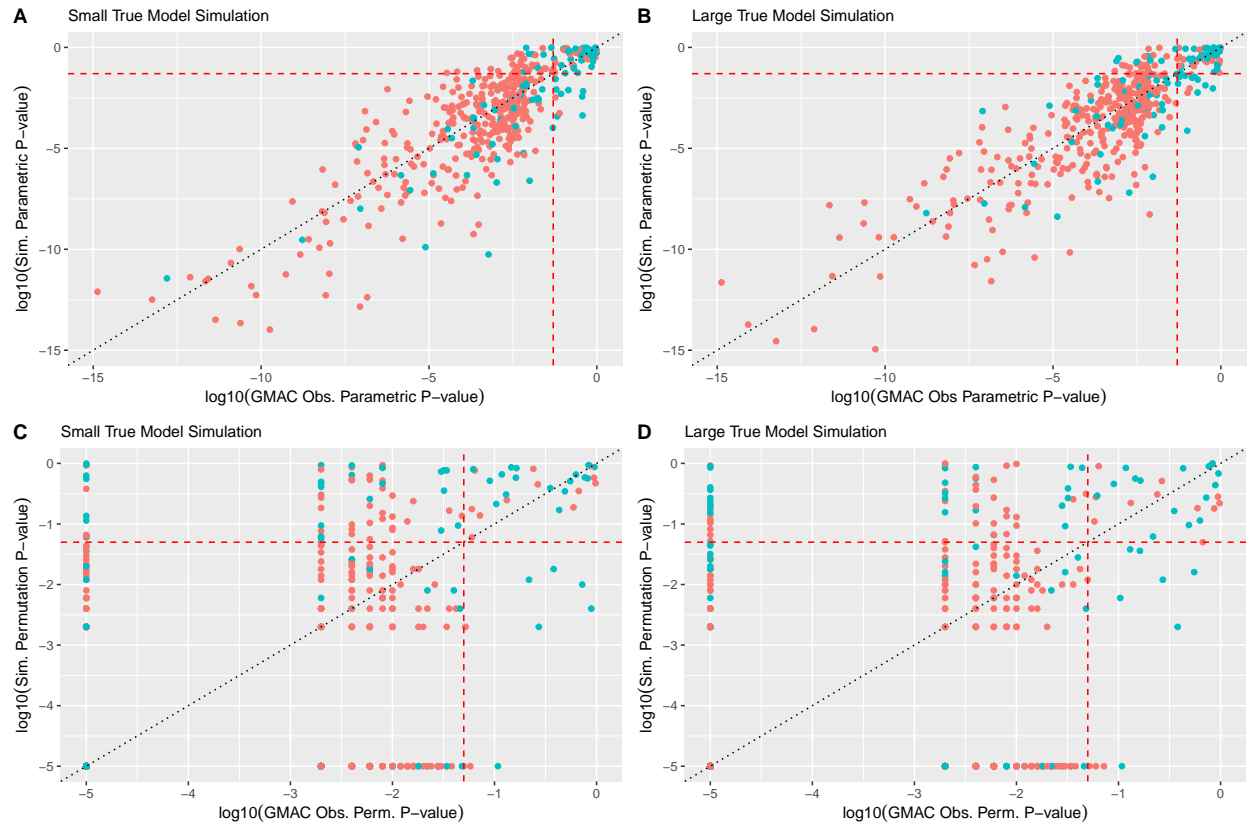 A Small True Model Simulation
0
−5
−10
−15
−15 −10 −5 0
log10(Sim. Parametric P−value)
log10(GMAC Obs. Parametric P−value)
B Large True Model Simulation
0
−5
−10
−15
−15 −10 −5 0
log10(Sim. Parametric P−value)
log10(GMAC Obs Parametric P−value)
C Small True Model Simulation
0
−1
−2
−3
−4
−5
−5 −4 −3 −2 −1 0
log10(Sim. Permutation P−value)
log10(GMAC Obs. Perm. P−value)
D Large True Model Simulation
0
−1
−2
−3
−4
−5
−5 −4 −3 −2 −1 0
log10(Sim. Permutation P−value)
log10(GMAC Obs. Perm. P−value)